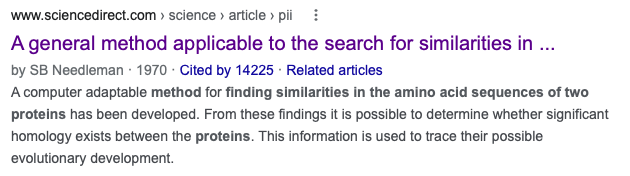 www.sciencedirect.com › science › article › pii
A general method applicable to the search for similarities in ...
by SB Needleman · 1970 · Cited by 14225 · Related articles
A computer adaptable method for finding similarities in the amino acid sequences of two
proteins has been developed. From these findings it is possible to determine whether significant
homology exists between the proteins. This information is used to trace their possible
evolutionary development.